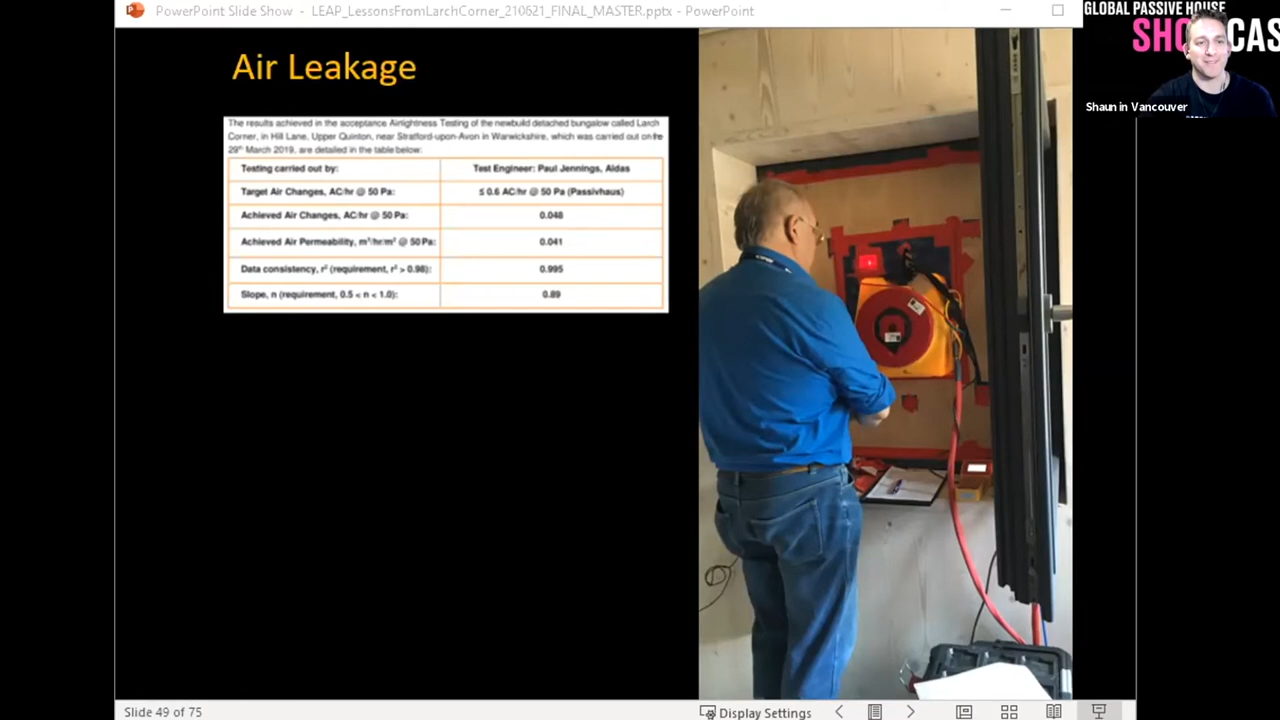 PowerPoint Slide Show - LEAP_LessonsFromLarchCorner_210621_FINAL_MASTER.pptx - PowerPoint
GLOBAL PASSIVE HOUSE
Shaun in Vancouver
Air Leakage
The results achieved in the acceptance Airtightness Testing of the newbuild detached bungalow called Larch
Corner, in Hill Lane, Upper Quinton, near Stratford-upon-Avon in Warwickshire, which was carried out on the
29th March 2019, are detailed in the table below:
Testing carried out by: Test Engineer: Paul Jennings, Aldas
Target Air Changes, AC/hr @ 50 Pa: ≤ 0.6 AC/hr @ 50 Pa (Passivhaus)
Achieved Air Changes, AC/hr @ 50 Pa: 0.048
Achieved Air Permeability, m³/hr/m² @ 50 Pa: 0.041
Data consistency, r² (requirement, r² > 0.98): 0.995
Slope, n (requirement, 0.5 < n < 1.0): 0.89
Slide 49 of 75
Display Settings